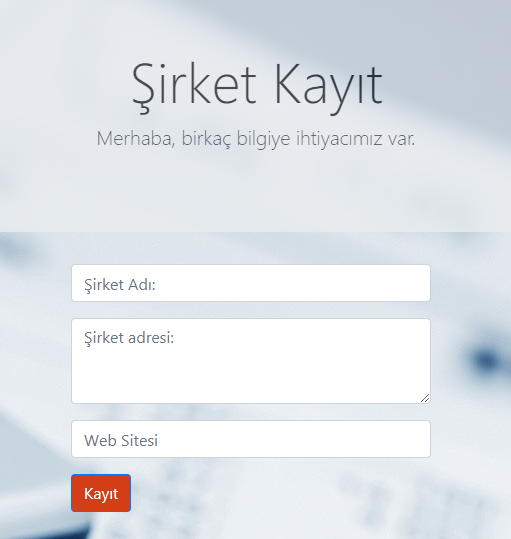 Şirket Kayıt
Merhaba, birkaç bilgiye ihtiyacımız var.
Şirket Adı:
Şirket adresi:
Web Sitesi
Kayıt